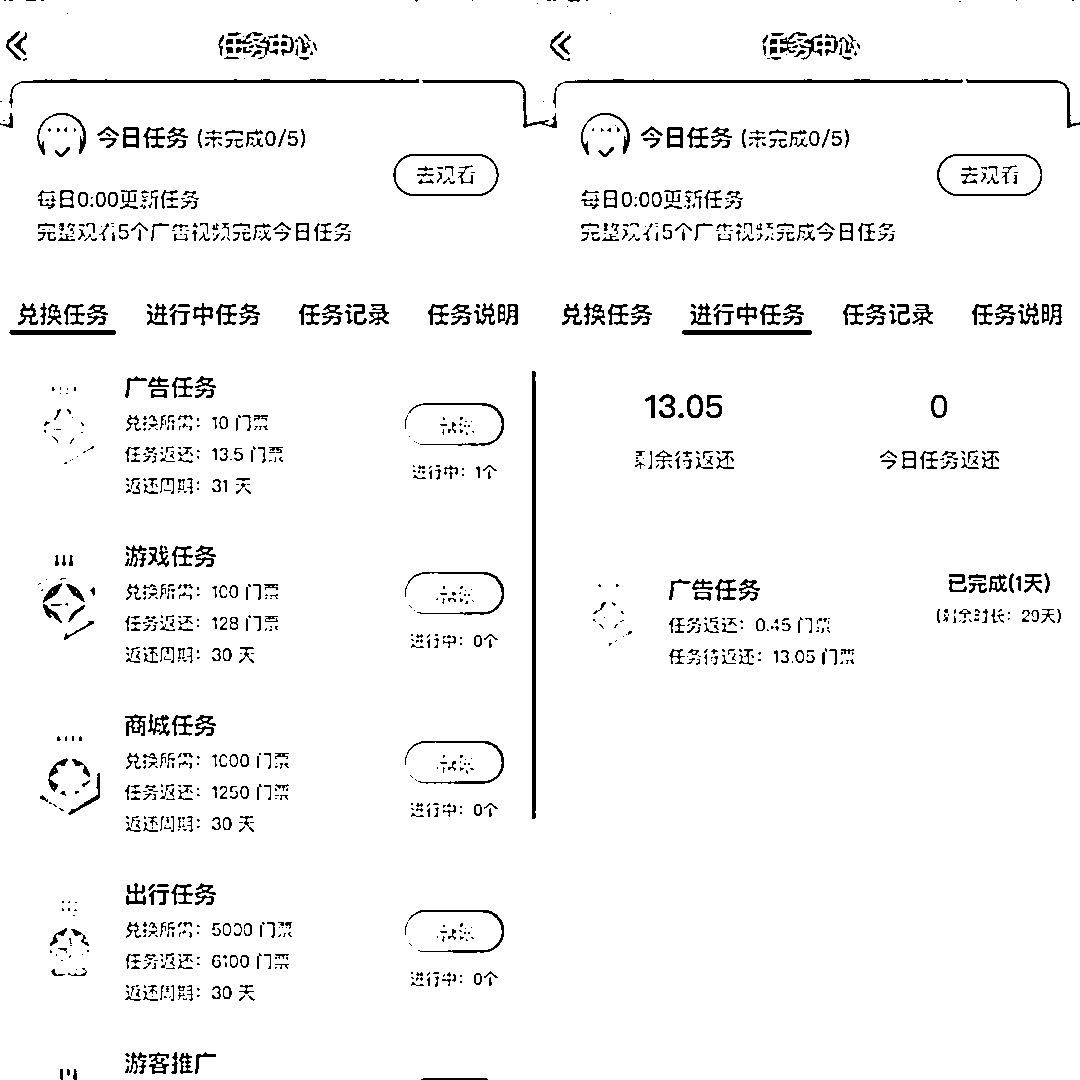 任务中心
今日任务 (未完成0/5)
去观看
每日0:00更新任务
完整观看5个广告视频完成今日任务
兑换任务 进行中任务 任务记录 任务说明
广告任务
兑换所需：10 门票
任务返还：13.5 门票
返还周期：31 天
进行中：1个
游戏任务
兑换所需：100 门票
任务返还：128 门票
返还周期：30 天
进行中：0个
商城任务
兑换所需：1000 门票
任务返还：1250 门票
返还周期：30 天
进行中：0个
出行任务
兑换所需：5000 门票
任务返还：6100 门票
返还周期：30 天
进行中：0个
游客推广
任务中心
今日任务 (未完成0/5)
去观看
每日0:00更新任务
完整观看5个广告视频完成今日任务
兑换任务 进行中任务 任务记录 任务说明
13.05 0
剩余待返还 今日任务返还
广告任务
已完成(1天)
任务返还：0.45 门票
(剩余时长：29天)
任务待返还：13.05 门票